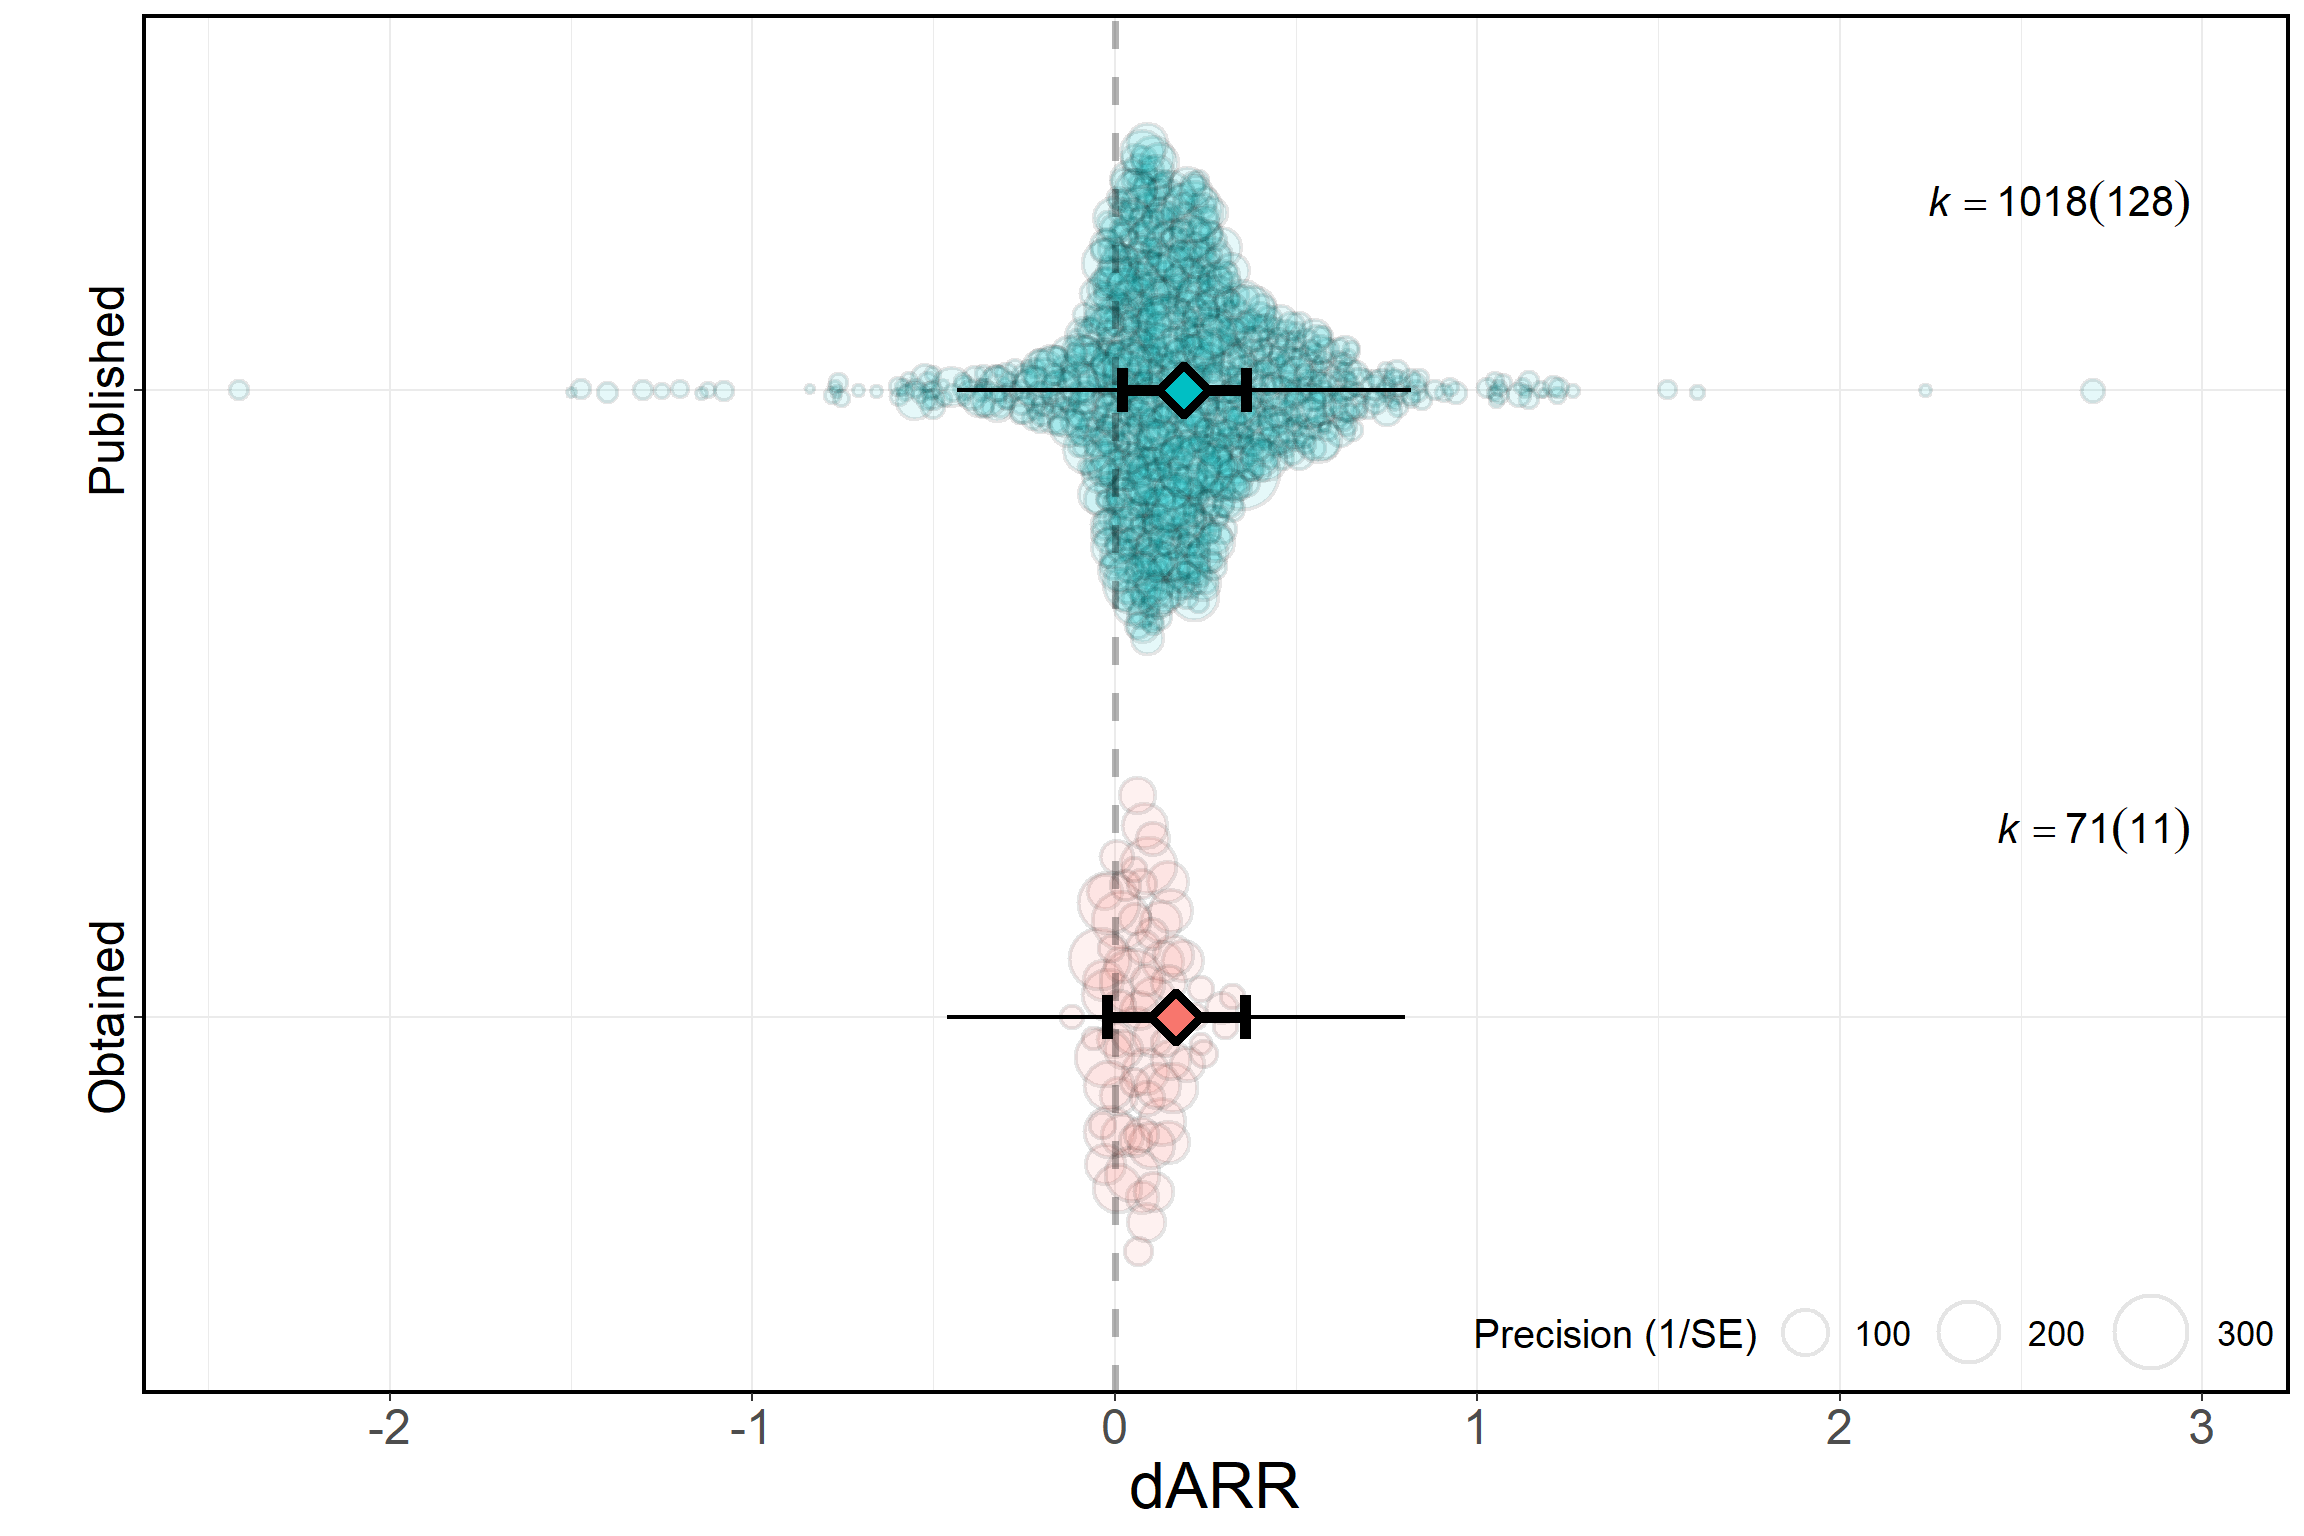 Published
k = 1018(128)
Obtained
k = 71(11)
Precision (1/SE) 100 200 300
-2 -1 0 1 2 3
dARR